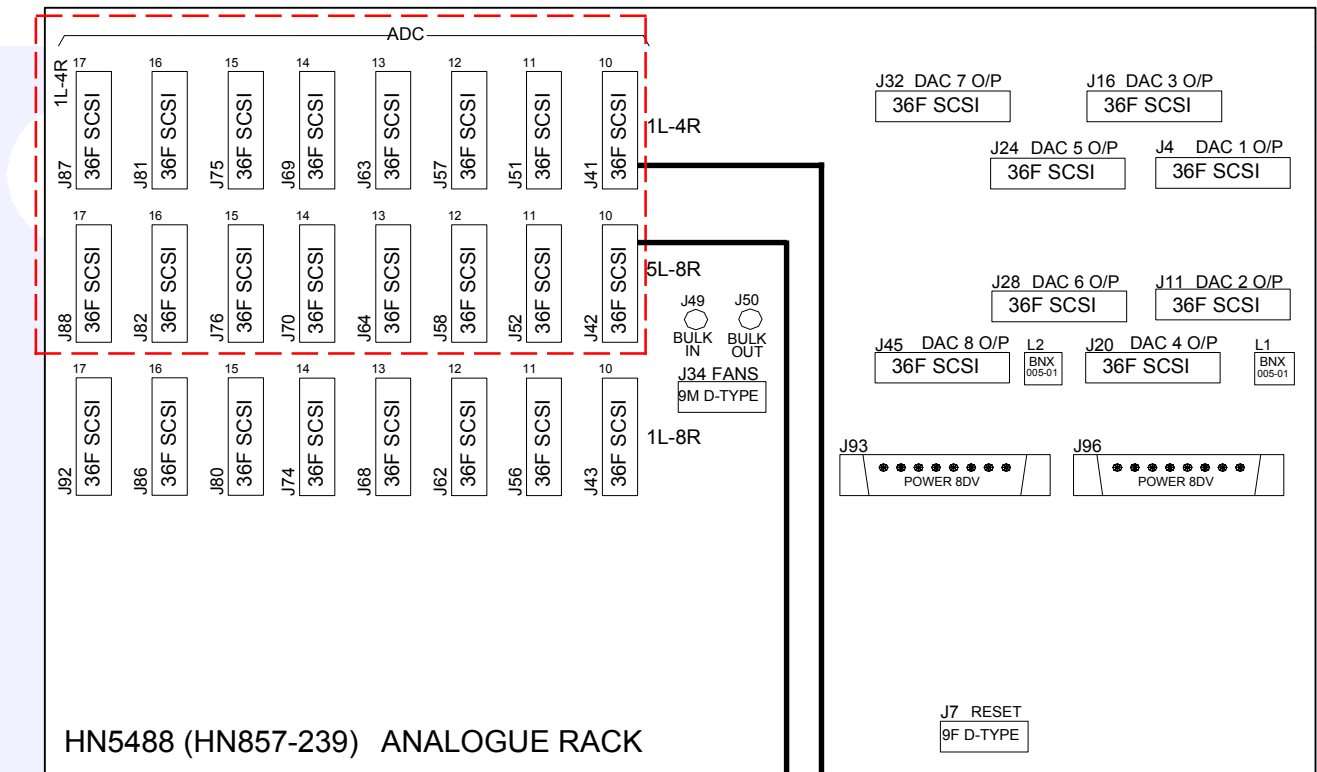 ADC
17 16 15 14 13 12 11 10
1L-4R
36F SCSI 36F SCSI 36F SCSI 36F SCSI 36F SCSI 36F SCSI 36F SCSI 36F SCSI
J87 J81 J75 J69 J63 J57 J51 J41
1L-4R
17 16 15 14 13 12 11 10
36F SCSI 36F SCSI 36F SCSI 36F SCSI 36F SCSI 36F SCSI 36F SCSI 36F SCSI
J88 J82 J76 J70 J64 J58 J52 J42
5L-8R
17 16 15 14 13 12 11 10
36F SCSI 36F SCSI 36F SCSI 36F SCSI 36F SCSI 36F SCSI 36F SCSI 36F SCSI
J92 J86 J80 J74 J68 J62 J56 J43
1L-8R
J49 J50
BULK IN
BULK OUT
J34 FANS
9M D-TYPE
J32 DAC 7 O/P
36F SCSI
J16 DAC 3 O/P
36F SCSI
J24 DAC 5 O/P
36F SCSI
J4 DAC 1 O/P
36F SCSI
J28 DAC 6 O/P
36F SCSI
J11 DAC 2 O/P
36F SCSI
J45 DAC 8 O/P
36F SCSI
L2
BNX
005-01
J20 DAC 4 O/P
36F SCSI
L1
BNX
005-01
J93
POWER 8DV
J96
POWER 8DV
J7 RESET
9F D-TYPE
HN5488 (HN857-239) ANALOGUE RACK